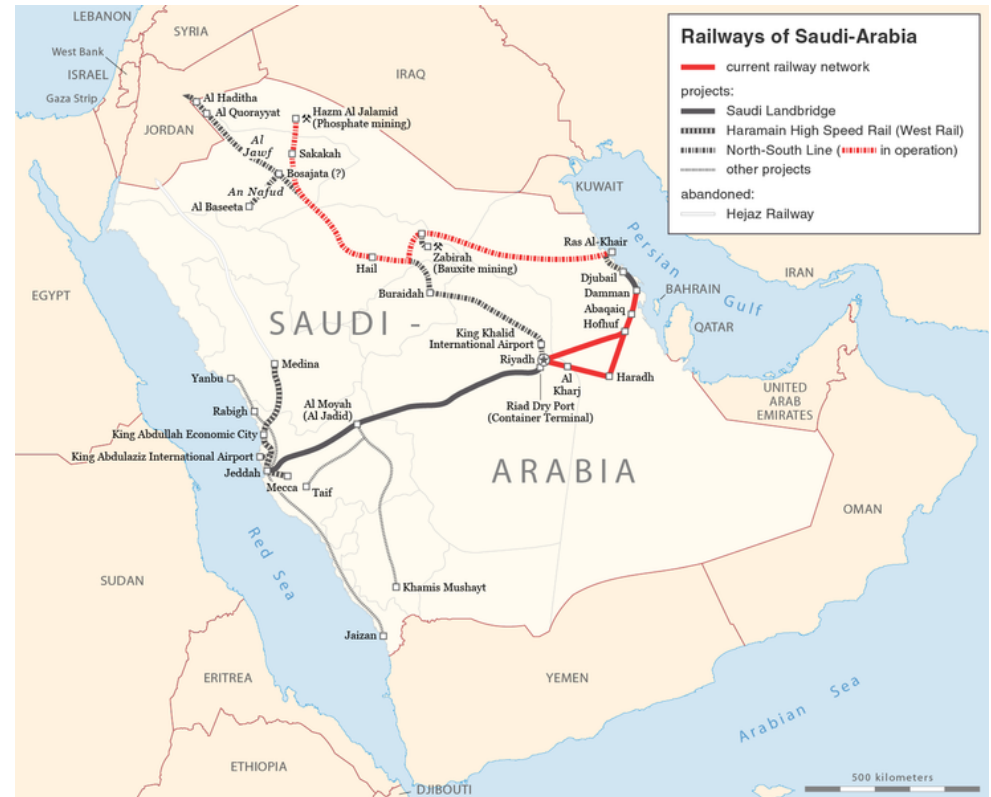 LEBANON
SYRIA
West Bank
ISRAEL
Gaza Strip
JORDAN
IRAQ
KUWAIT
IRAN
EGYPT
Railways of Saudi-Arabia
current railway network
projects:
Saudi Landbridge
Haramain High Speed Rail (West Rail)
North-South Line ( in operation)
other projects
abandoned:
Hejaz Railway
Al Haditha
Al Quorayyat
Hazm Al Jalamid
(Phosphate mining)
Al
Jawf
Sakakah
Bosajata (?)
An Nafud
Al Baseeta
Hail
Zabirah
(Bauxite mining)
Buraidah
Ras Al-Khair
Persian
Gulf
Djubail
Damman
BAHRAIN
Abaqaiq
Hofhuf
QATAR
SAUDI -
King Khalid
International Airport
Riyadh
Al
Kharj
Haradh
Riad Dry Port
(Container Terminal)
UNITED
ARAB
EMIRATES
Medina
Yanbu
Rabigh
Al Moyah
(Al Jadid)
King Abdullah Economic City
King Abdulaziz International Airport
Jeddah
Mecca
Taif
ARABIA
OMAN
Red Sea
SUDAN
Khamis Mushayt
Jaizan
ERITREA
YEMEN
Arabian Sea
ETHIOPIA
DJIBOUTI
500 kilometers